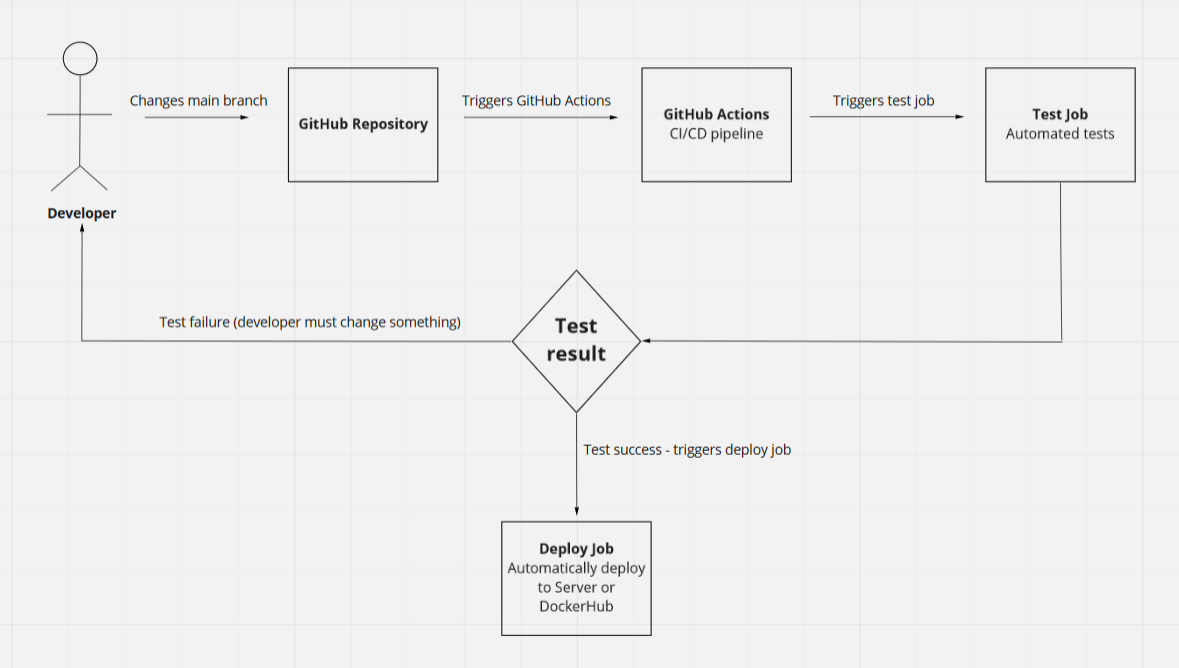 Changes main branch
Triggers GitHub Actions
Triggers test job
GitHub Repository
GitHub Actions
CI/CD pipeline
Test Job
Automated tests
Developer
Test failure (developer must change something)
Test
result
Test success - triggers deploy job
Deploy Job
Automatically deploy
to Server or
DockerHub